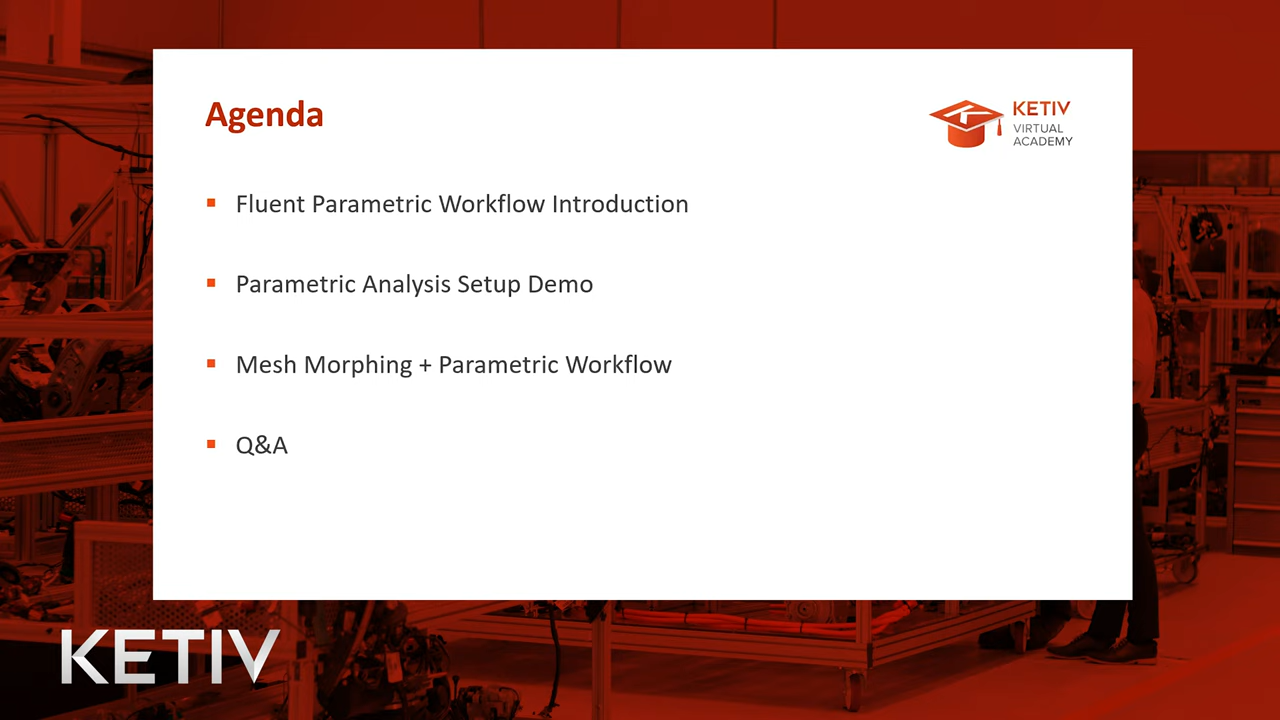 Agenda
KETIV
VIRTUAL
ACADEMY
▪ Fluent Parametric Workflow Introduction
▪ Parametric Analysis Setup Demo
▪ Mesh Morphing + Parametric Workflow
▪ Q&A
KETIV